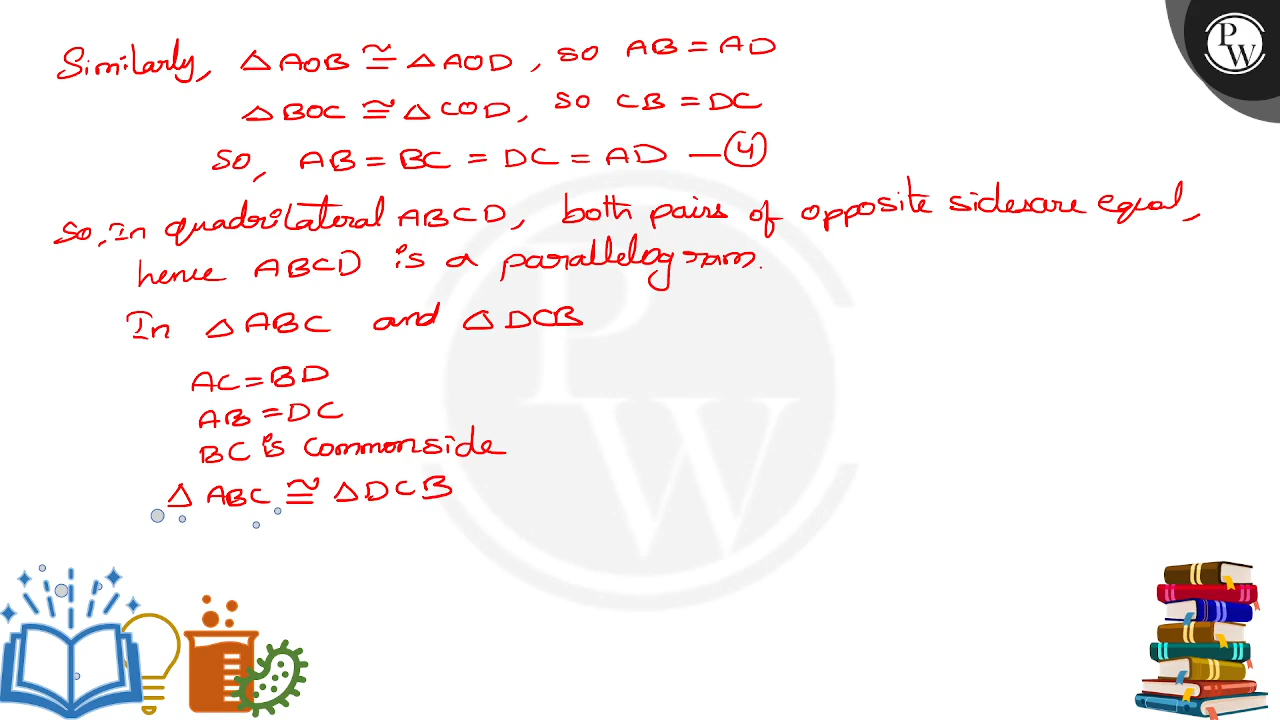 PW
Similarly, △AOB ≅ △AOD, so AB = AD
△BOC ≅ △COD, so CB = DC
So, AB = BC = DC = AD — ④
So, In quadrilateral ABCD, both pairs of opposite sides are equal,
hence ABCD is a parallelogram.
In △ABC and △DCB
AC = BD
AB = DC
BC is common side
△ABC ≅ △DCB
PW